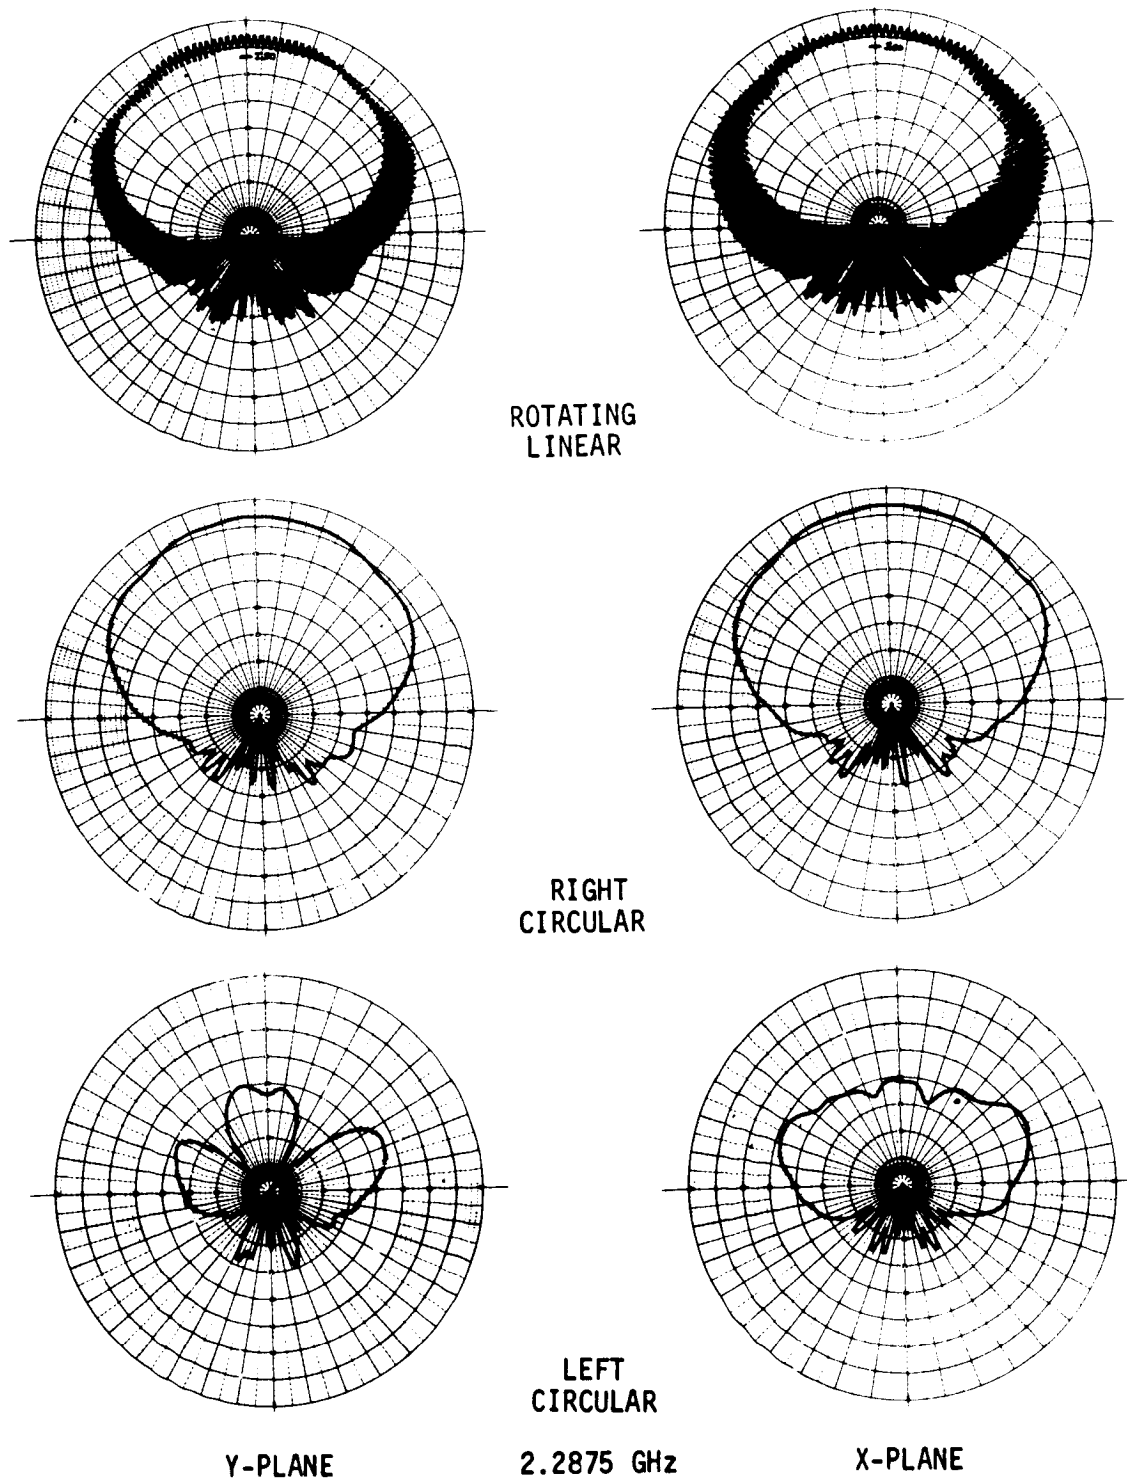 ROTATING
LINEAR
RIGHT
CIRCULAR
LEFT
CIRCULAR
Y-PLANE
2.2875 GHz
X-PLANE